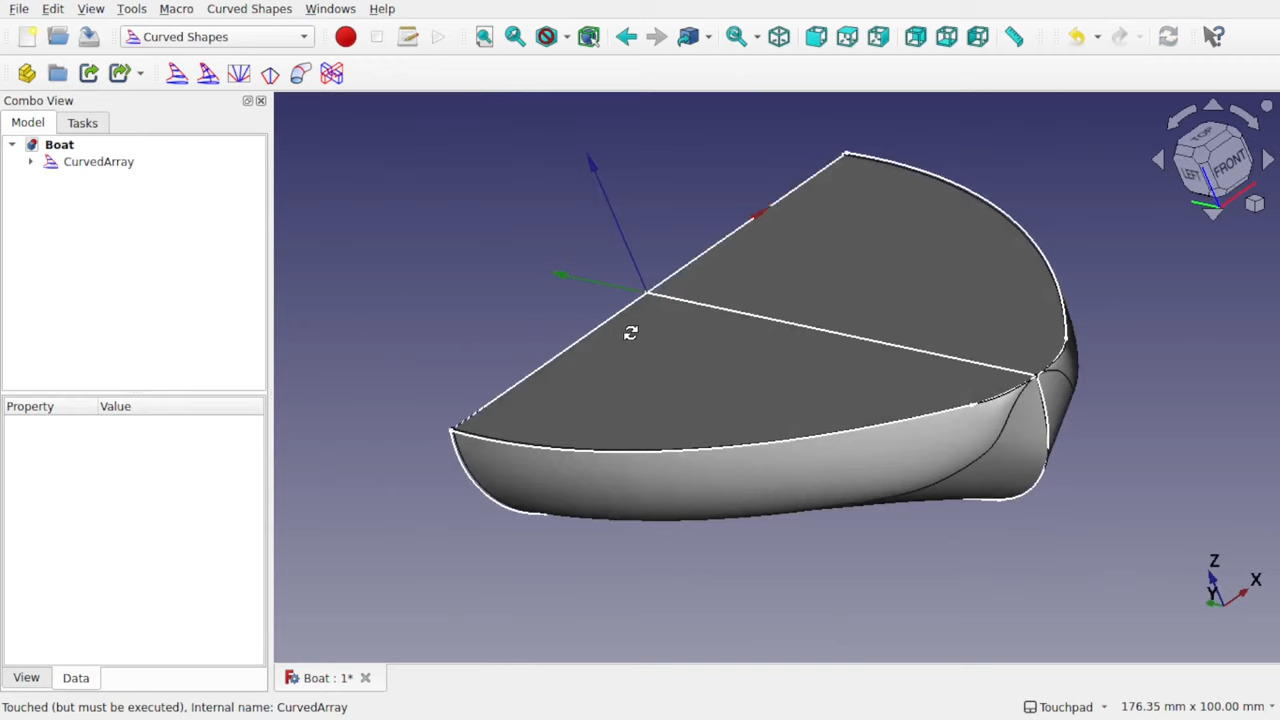 File Edit View Tools Macro Curved Shapes Windows Help
Curved Shapes
Combo View
Model Tasks
Boat
CurvedArray
Property Value
View Data
TOP
LEFT
FRONT
Z
X
Y
Boat : 1*
Touched (but must be executed), Internal name: CurvedArray
Touchpad
176.35 mm x 100.00 mm